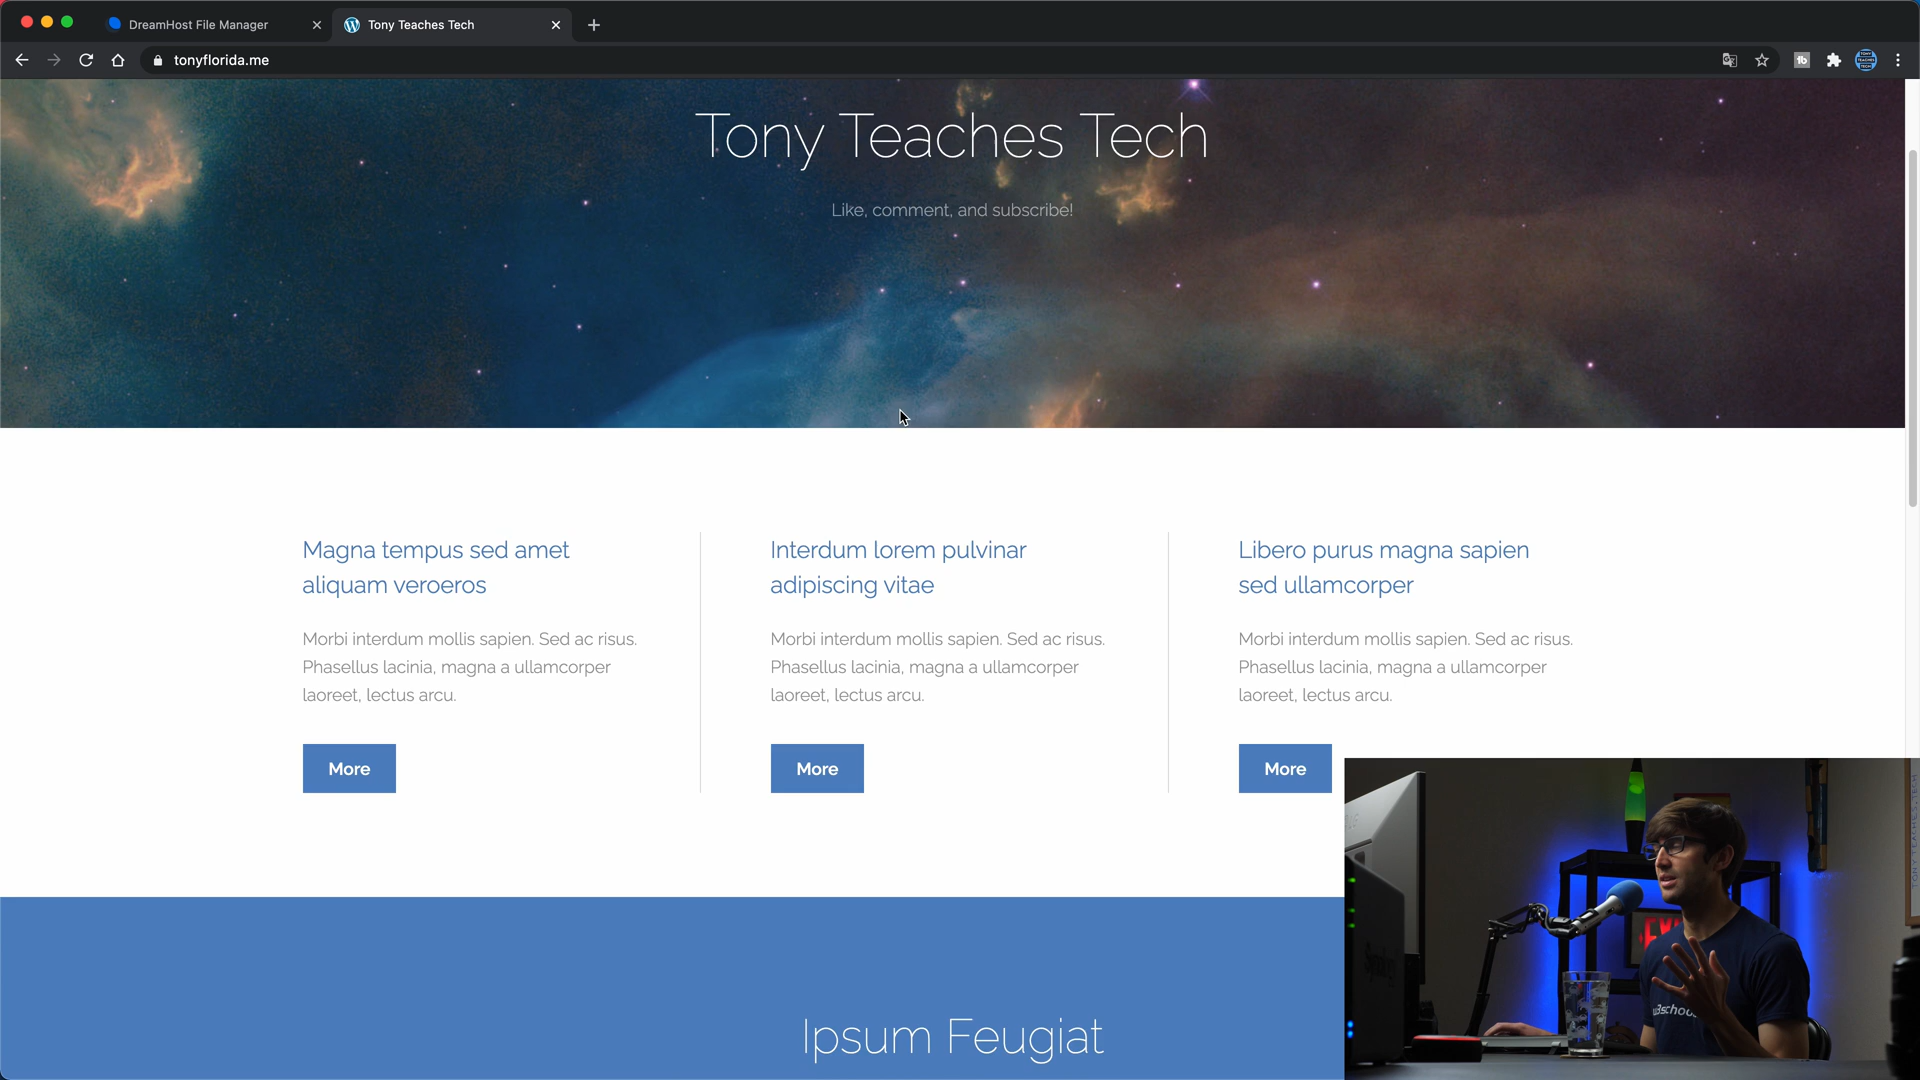 DreamHost File Manager
Tony Teaches Tech
tonyflorida.me
Tony Teaches Tech
Like, comment, and subscribe!
Magna tempus sed amet
aliquam veroeros
Morbi interdum mollis sapien. Sed ac risus.
Phasellus lacinia, magna a ullamcorper
laoreet, lectus arcu.
More
Interdum lorem pulvinar
adipiscing vitae
Morbi interdum mollis sapien. Sed ac risus.
Phasellus lacinia, magna a ullamcorper
laoreet, lectus arcu.
More
Libero purus magna sapien
sed ullamcorper
Morbi interdum mollis sapien. Sed ac risus.
Phasellus lacinia, magna a ullamcorper
laoreet, lectus arcu.
More
Ipsum Feugiat